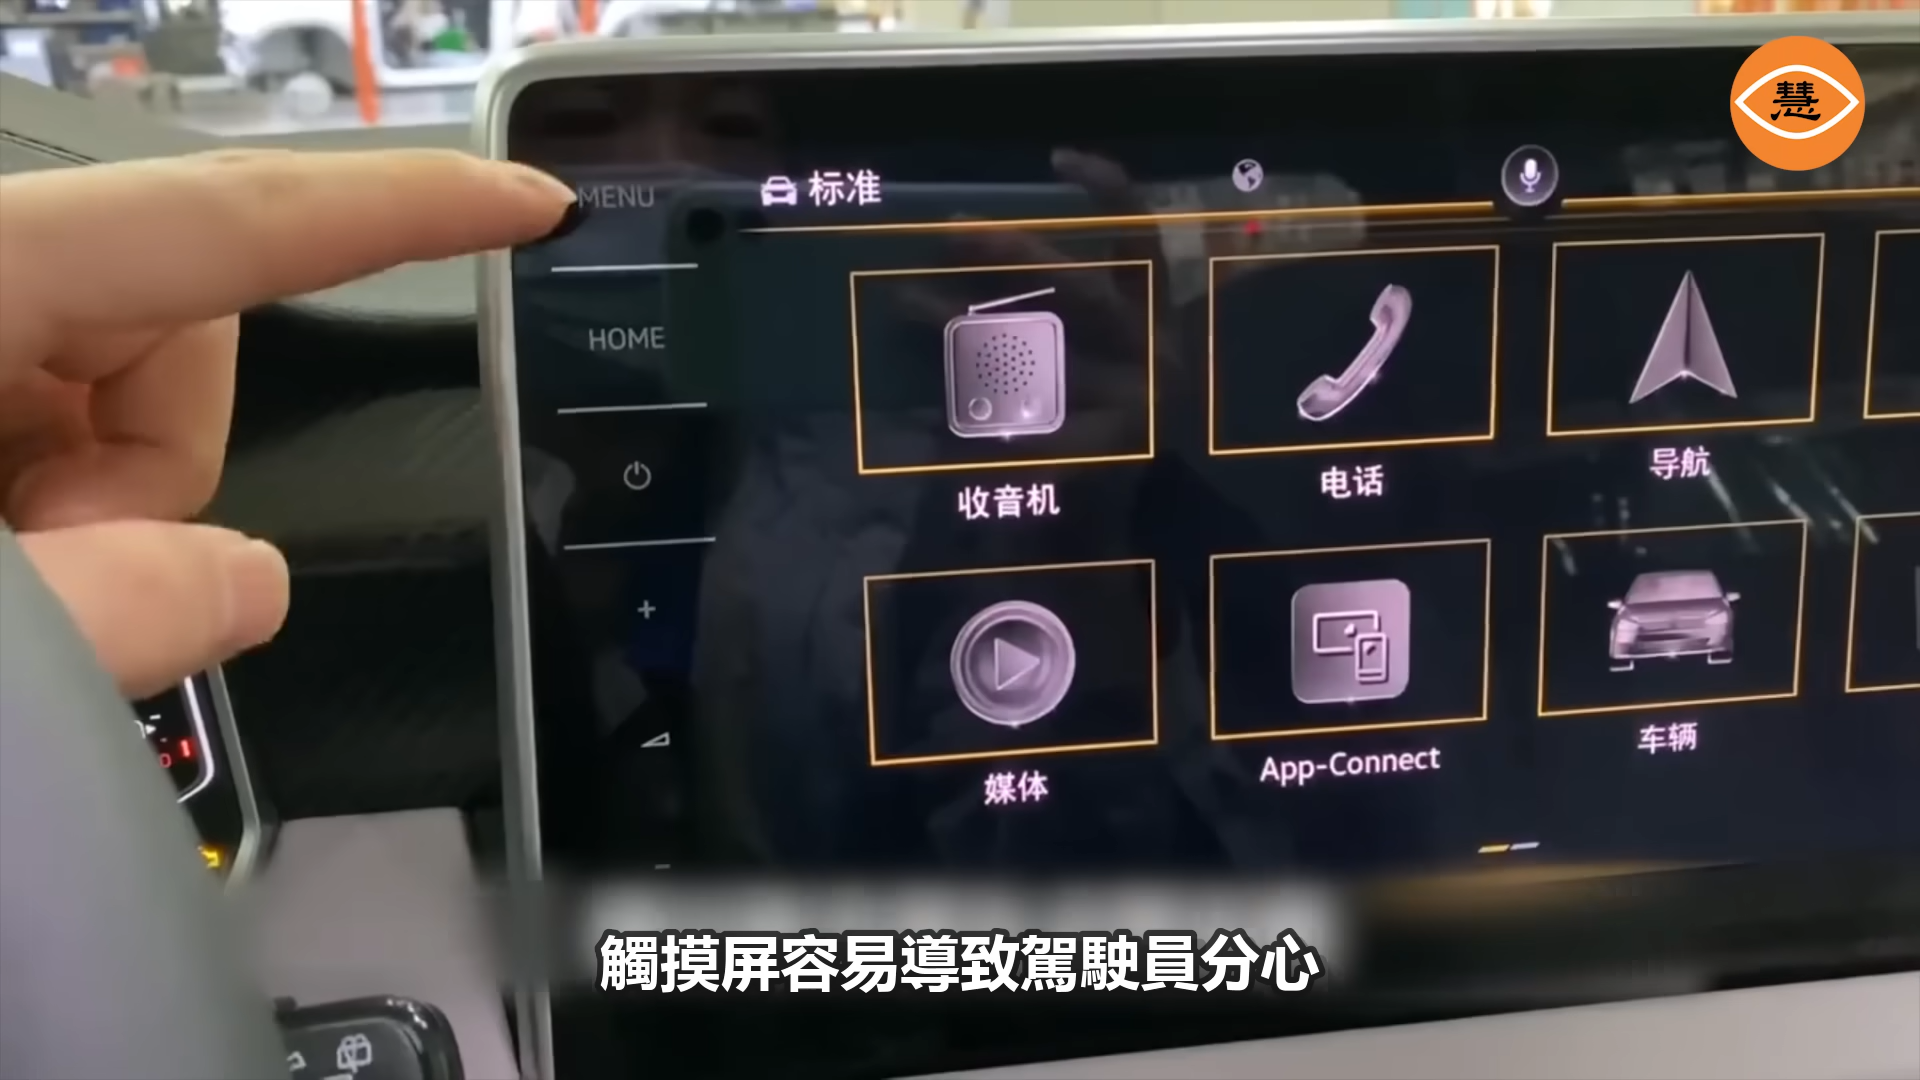 慧
MENU
标准
HOME
收音机
电话
导航
媒体
App-Connect
车辆
觸摸屏容易導致駕駛員分心